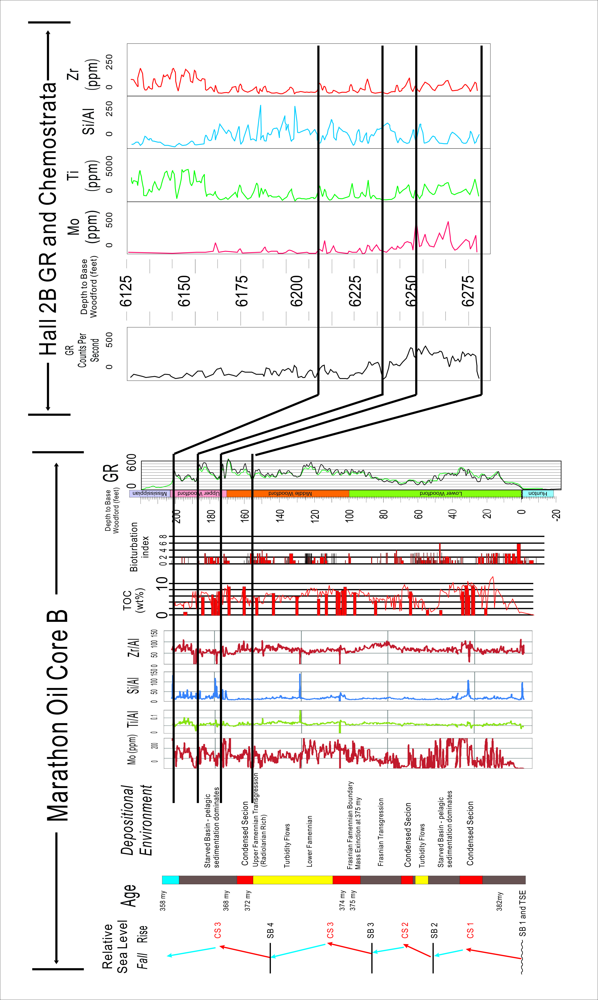 Marathon Oil Core B
Hall 2B GR and Chemostrata
Relative
Sea Level
Fall Rise
Age
Depositional
Environment
Mo (ppm)
0 200
Ti/Al
0 0.1
Si/Al
0 50 100 150
Zr/Al
0 50 100 150
TOC
(wt%)
0 10
Bioturbation
index
0 2 4 6 8
Depth to Base
Woodford (feet)
GR
0 600
GR
Counts Per
Second
0 500
Depth to Base
Woodford (feet)
Mo
(ppm)
0 500
Ti
(ppm)
0 5000
Si/Al
0 250
Zr
(ppm)
0 250
CS 3
SB 4
CS 3
SB 3
CS 2
SB 2
CS 1
SB 1 and TSE
358 my
368 my
372 my
374 my
375 my
382my
Starved Basin - pelagic
sedimentation dominates
Condensed Secion
Upper Famennian Transgression
(Radiolarian Rich)
Turbidity Flows
Lower Famennian
Frasnian Famennian Boundary
Mass Exinction at 375 my
Frasnian Transgression
Condensed Secion
Turbidity Flows
Starved Basin - pelagic
sedimentation dominates
Condensed Secion
200
180
160
140
120
100
80
60
40
20
0
-20
Mississippian
Upper Woodford
Middle Woodford
Lower Woodford
Hunton
6125
6150
6175
6200
6225
6250
6275